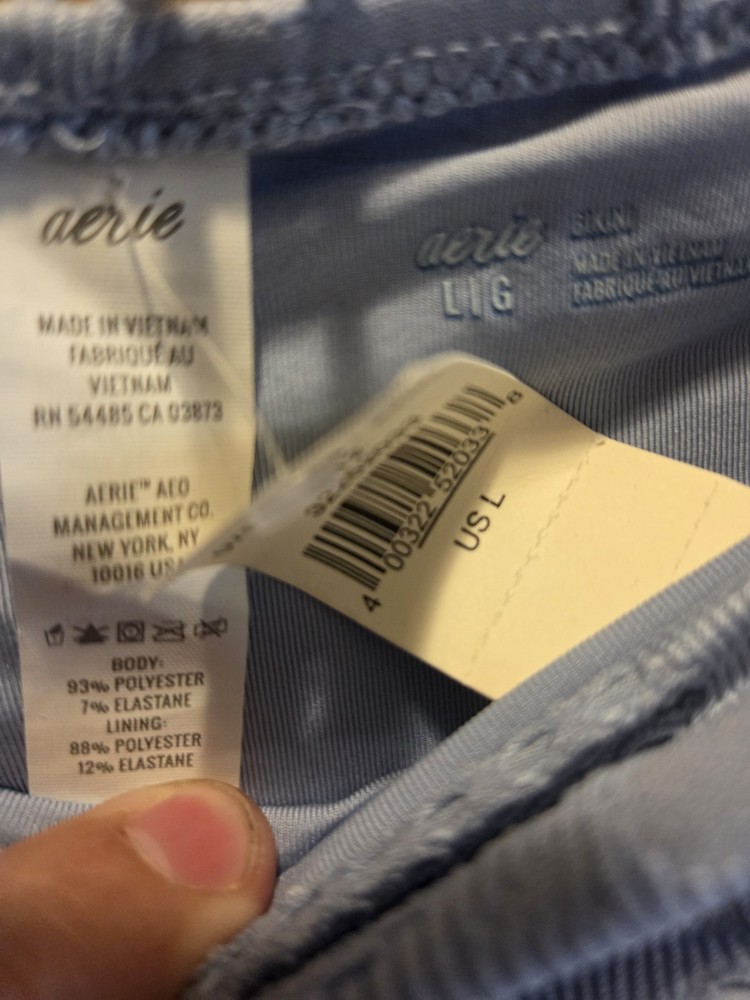 aerie
MADE IN VIETNAM
FABRIQUÉ AU
VIETNAM
RN 54485 CA 03873
AERIE™ AEO
MANAGEMENT CO.
NEW YORK, NY
10016 USA
BODY:
93% POLYESTER
7% ELASTANE
LINING:
88% POLYESTER
12% ELASTANE
aerie
L|G
BIKINI
MADE IN VIETNAM
FABRIQUÉ AU VIETNAM
4 00322 52033 8
US L